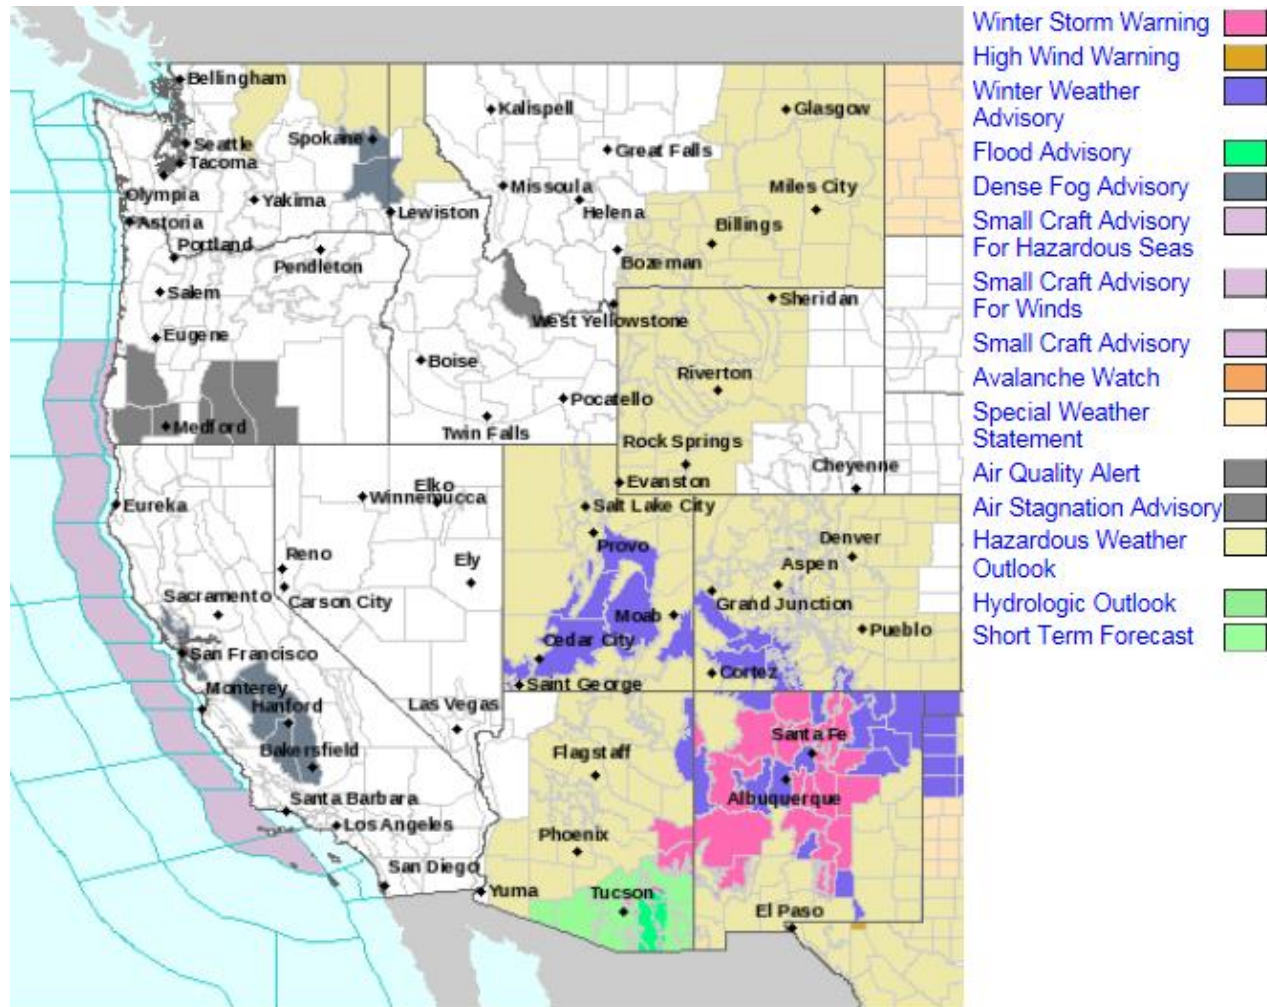 Bellingham
Kalispell
Glasgow
Spokane
Seattle
Great Falls
Tacoma
Olympia
Missoula
Miles City
Yakima
Helena
Lewiston
Astoria
Billings
Portland
Bozeman
Pendleton
Salem
Sheridan
West Yellowstone
Eugene
Boise
Riverton
Pocatello
Medford
Twin Falls
Rock Springs
Cheyenne
Evanston
Elko
Winnemucca
Eureka
Salt Lake City
Denver
Provo
Reno
Ely
Aspen
Sacramento
Carson City
Grand Junction
Moab
Pueblo
Cedar City
San Francisco
Cortez
Saint George
Monterey
Hanford
Las Vegas
Santa Fe
Bakersfield
Flagstaff
Santa Barbara
Albuquerque
Los Angeles
Phoenix
San Diego
Yuma
Tucson
El Paso
Winter Storm Warning
High Wind Warning
Winter Weather
Advisory
Flood Advisory
Dense Fog Advisory
Small Craft Advisory
For Hazardous Seas
Small Craft Advisory
For Winds
Small Craft Advisory
Avalanche Watch
Special Weather
Statement
Air Quality Alert
Air Stagnation Advisory
Hazardous Weather
Outlook
Hydrologic Outlook
Short Term Forecast